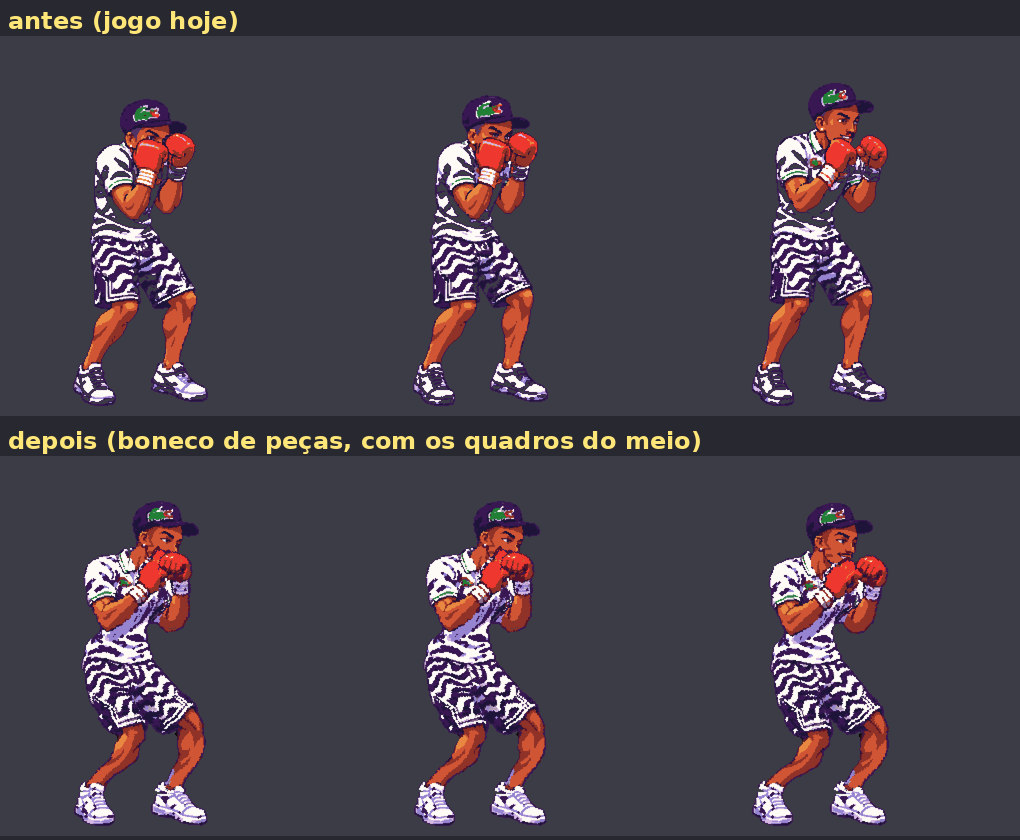 antes (jogo hoje)
depois (boneco de peças, com os quadros do meio)